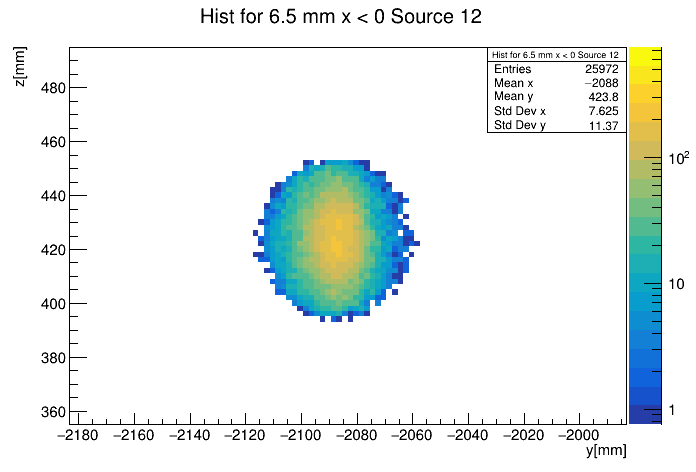 Hist for 6.5 mm x < 0 Source 12
z[mm]
Hist for 6.5 mm x < 0 Source 12
Entries 25972
Mean x −2088
Mean y 423.8
Std Dev x 7.625
Std Dev y 11.37
480
460
440
420
400
380
360
10²
10
1
−2180 −2160 −2140 −2120 −2100 −2080 −2060 −2040 −2020 −2000
y[mm]